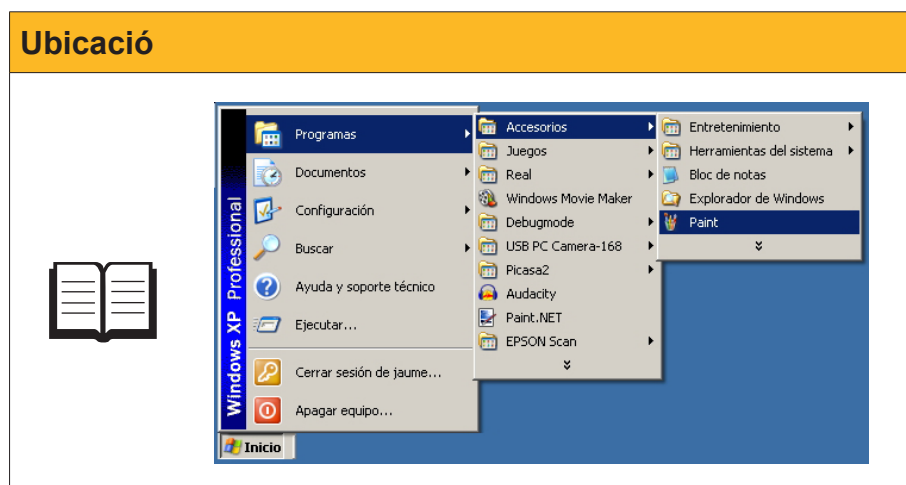 Ubicació
Windows XP Professional
Programas
Documentos
Configuración
Buscar
Ayuda y soporte técnico
Ejecutar...
Cerrar sesión de jaume...
Apagar equipo...
Inicio
Accesorios
Juegos
Real
Windows Movie Maker
Debugmode
USB PC Camera-168
Picasa2
Audacity
Paint.NET
EPSON Scan
Entretenimiento
Herramientas del sistema
Bloc de notas
Explorador de Windows
Paint